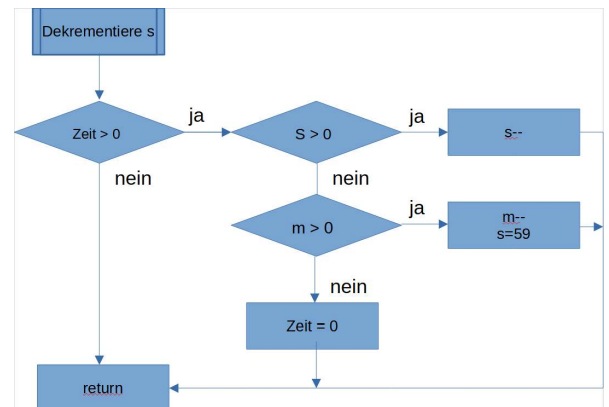 Dekrementiere s
Zeit > 0
ja
S > 0
ja
s--
nein
nein
m > 0
ja
m--
s=59
nein
Zeit = 0
return